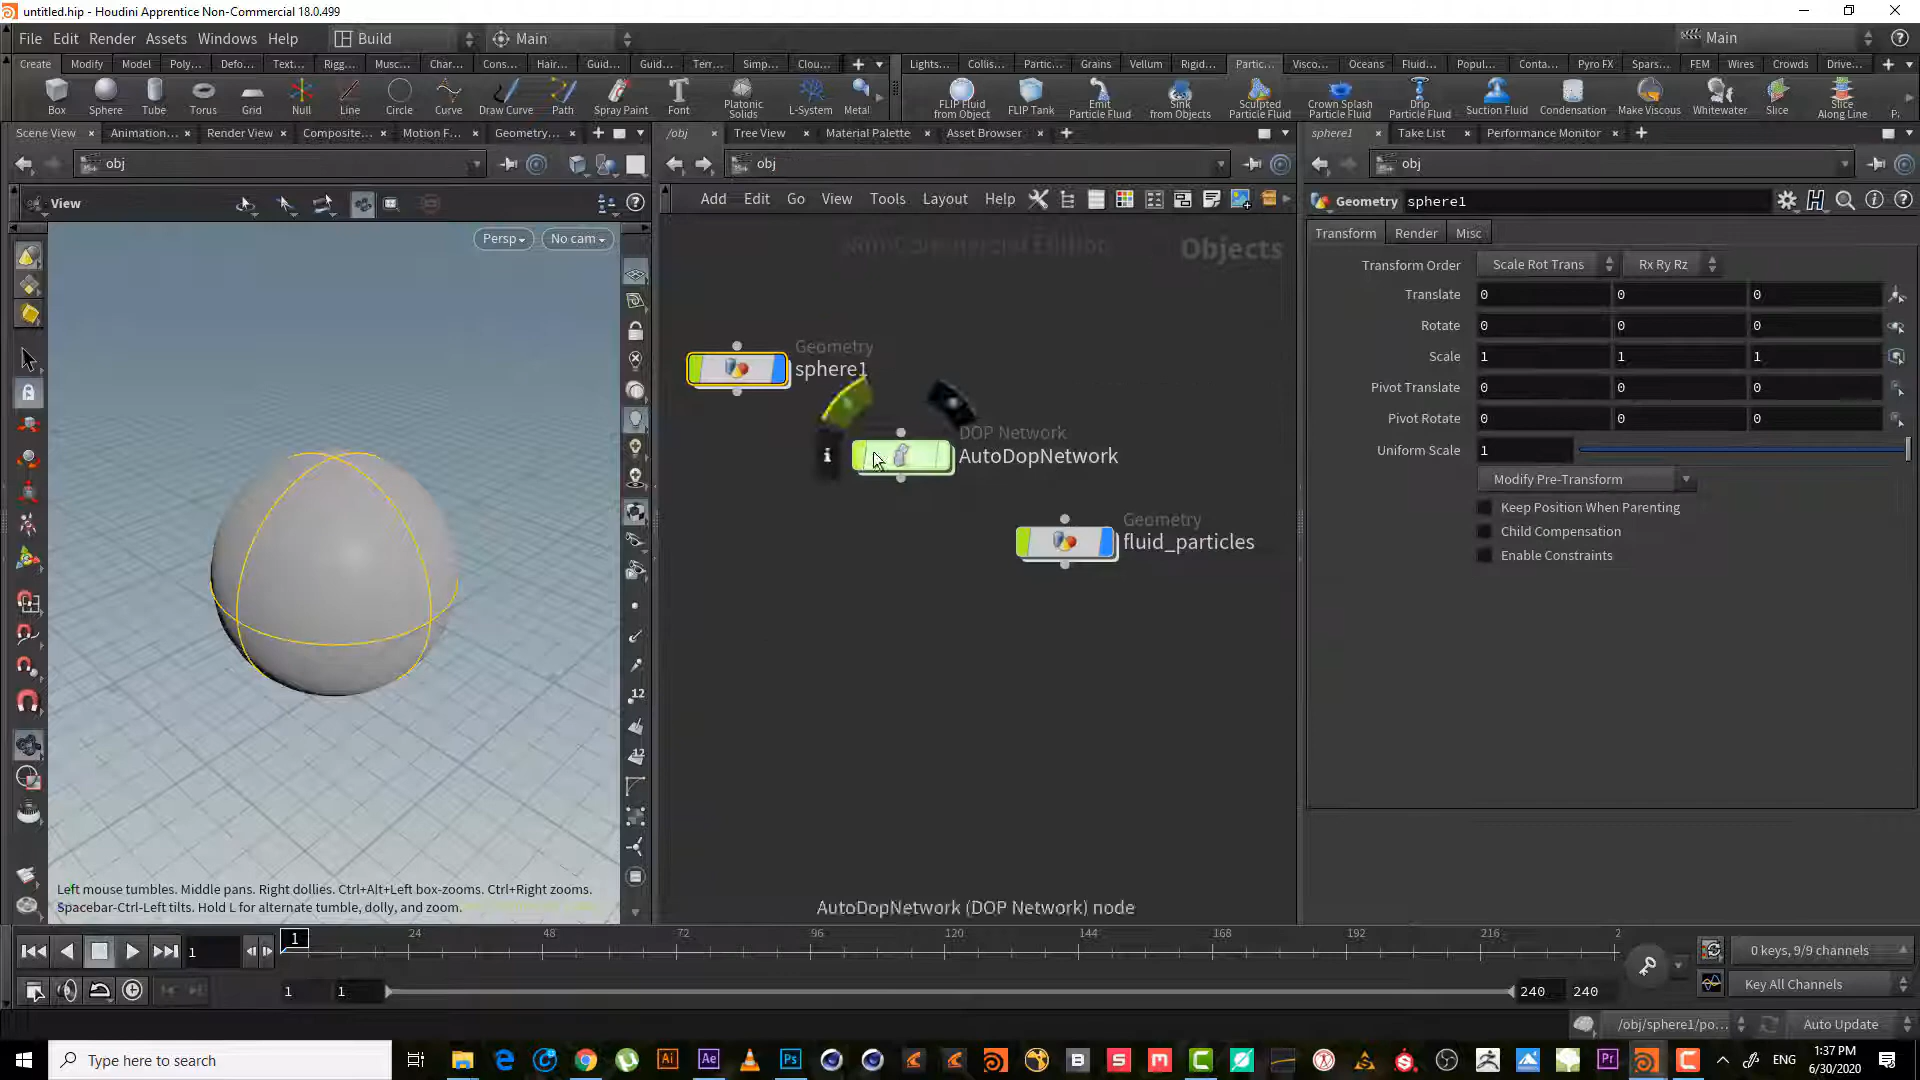 untitled.hip - Houdini Apprentice Non-Commercial 18.0.499
File Edit Render Assets Windows Help Build Main Main
Create Modify Model Poly... Defo... Text... Rigg... Musc... Char... Cons... Hair... Guid... Guid... Terr... Simp... Clou...
Lights... Collis... Partic... Grains Vellum Rigid... Partic... Visco... Oceans Fluid... Popul... Conta... Pyro FX Spars... FEM Wires Crowds Drive...
Box Sphere Tube Torus Grid Null Line Circle Curve Draw Curve Path Spray Paint Font Platonic Solids L-System Metal
FLIP Fluid from Object FLIP Tank Emit Particle Fluid Sink from Objects Sculpted Particle Fluid Crown Splash Particle Fluid Drip Particle Fluid Suction Fluid Condensation Make Viscous Whitewater Slice Slice Along Line
Scene View Animation... Render View Composite... Motion F... Geometry...
/obj Tree View Material Palette Asset Browser
sphere1 Take List Performance Monitor
obj
obj
obj
View
Add Edit Go View Tools Layout Help
Geometry sphere1
Persp No cam
Non-Commercial Edition
Objects
Transform Render Misc
Transform Order Scale Rot Trans Rx Ry Rz
Translate 0 0 0
Rotate 0 0 0
Scale 1 1 1
Pivot Translate 0 0 0
Pivot Rotate 0 0 0
Uniform Scale 1
Modify Pre-Transform
Keep Position When Parenting
Child Compensation
Enable Constraints
Geometry
sphere1
DOP Network
AutoDopNetwork
Geometry
fluid_particles
12
12
Left mouse tumbles. Middle pans. Right dollies. Ctrl+Alt+Left box-zooms. Ctrl+Right zooms.
Spacebar-Ctrl-Left tilts. Hold L for alternate tumble, dolly, and zoom.
AutoDopNetwork (DOP Network) node
1 1 24 48 72 96 120 144 168 192 216 2
0 keys, 9/9 channels
1 1 240 240
Key All Channels
/obj/sphere1/po... Auto Update
Type here to search
ENG
1:37 PM
6/30/2020